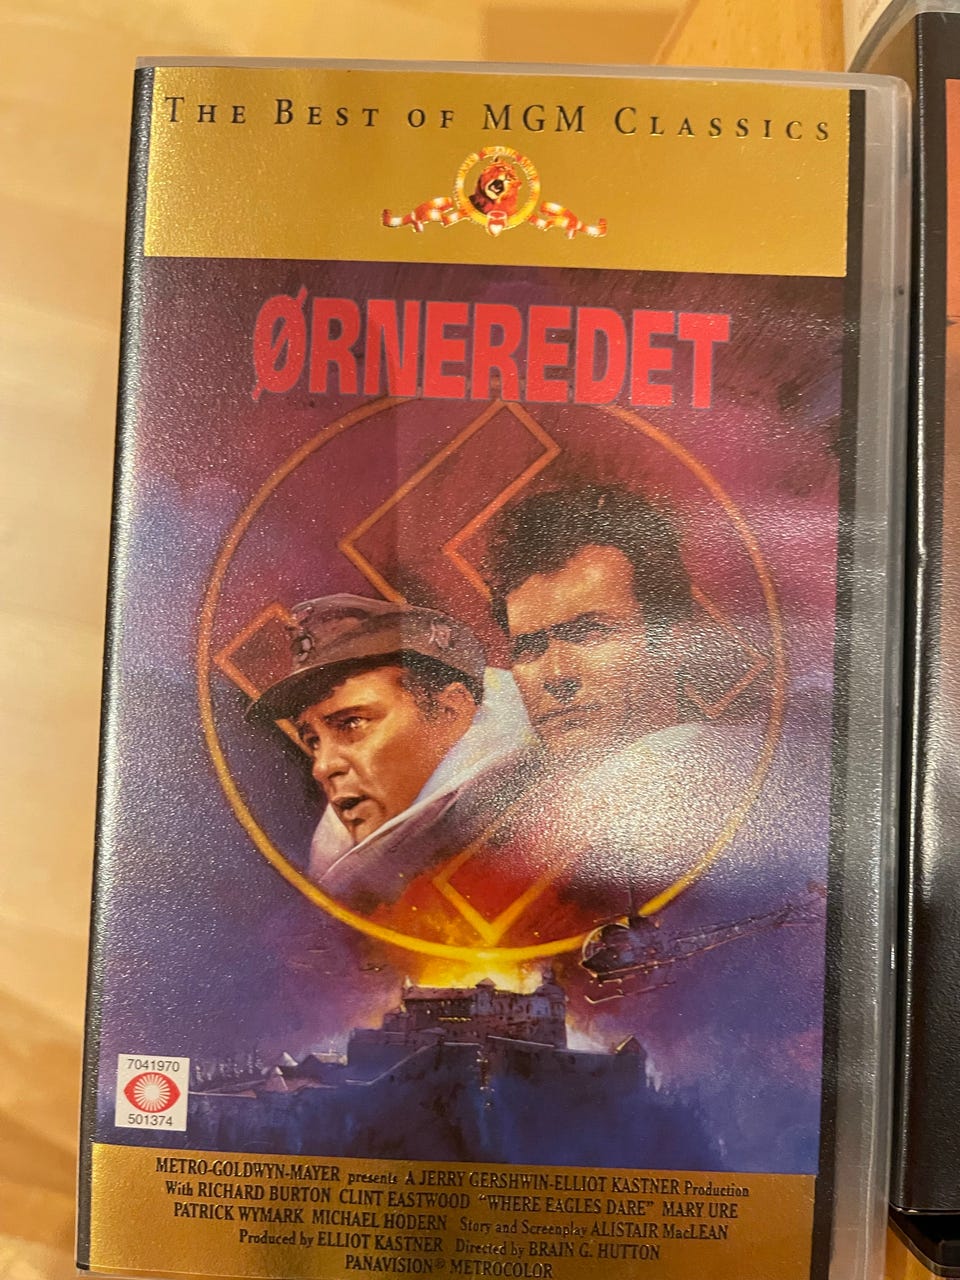 THE BEST OF MGM CLASSICS
ØRNEREDET
7041970
501374
METRO-GOLDWYN-MAYER presents A JERRY GERSHWIN-ELLIOT KASTNER Production
With RICHARD BURTON CLINT EASTWOOD "WHERE EAGLES DARE" MARY URE
PATRICK WYMARK MICHAEL HODERN Story and Screenplay ALISTAIR MacLEAN
Produced by ELLIOT KASTNER Directed by BRAIN G. HUTTON
PANAVISION® METROCOLOR